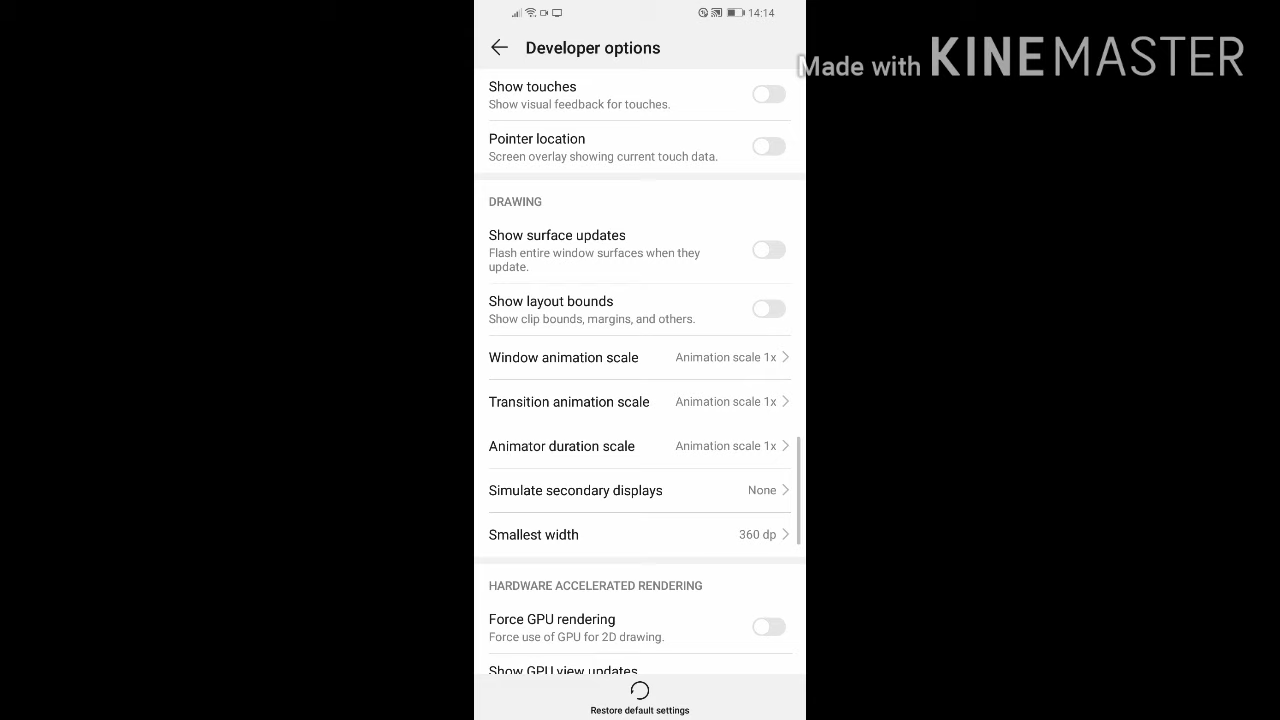 14:14
Developer options
Made with KINEMASTER
Show touches
Show visual feedback for touches.
Pointer location
Screen overlay showing current touch data.
DRAWING
Show surface updates
Flash entire window surfaces when they
update.
Show layout bounds
Show clip bounds, margins, and others.
Window animation scale Animation scale 1x
Transition animation scale Animation scale 1x
Animator duration scale Animation scale 1x
Simulate secondary displays None
Smallest width 360 dp
HARDWARE ACCELERATED RENDERING
Force GPU rendering
Force use of GPU for 2D drawing.
Show GPU view updates
Restore default settings